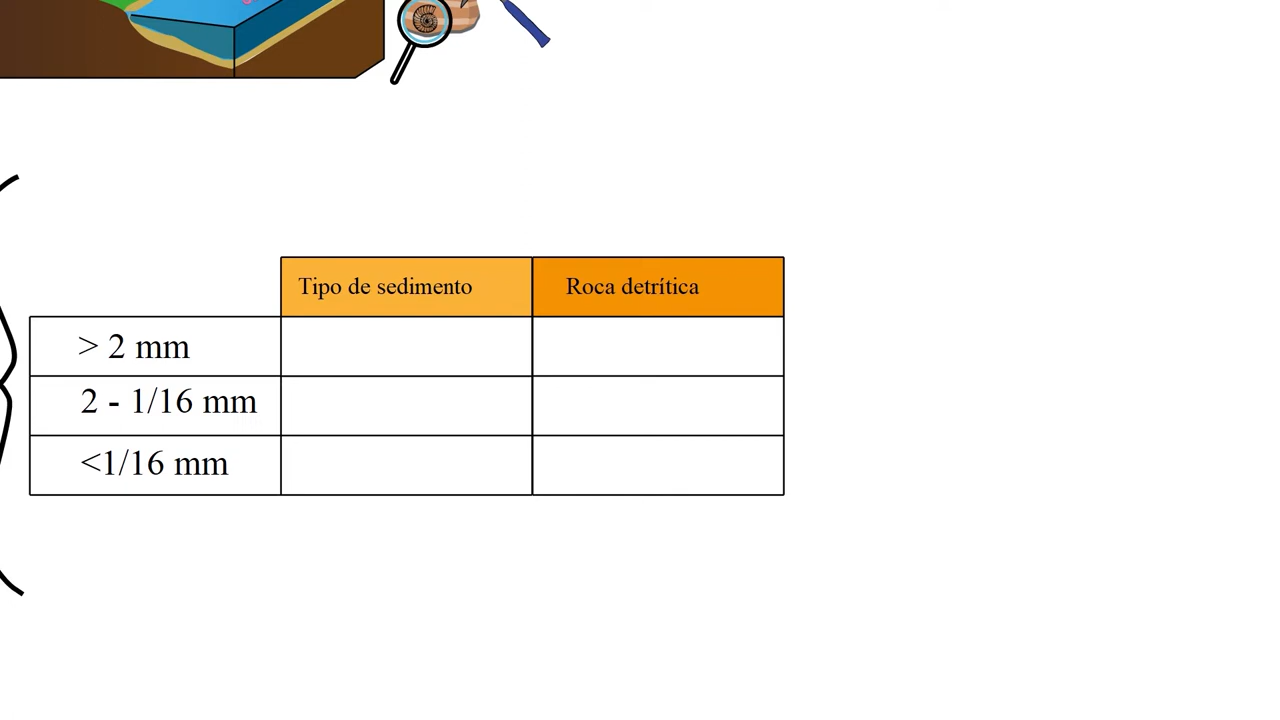 Tipo de sedimento
Roca detrítica
> 2 mm
2 - 1/16 mm
<1/16 mm